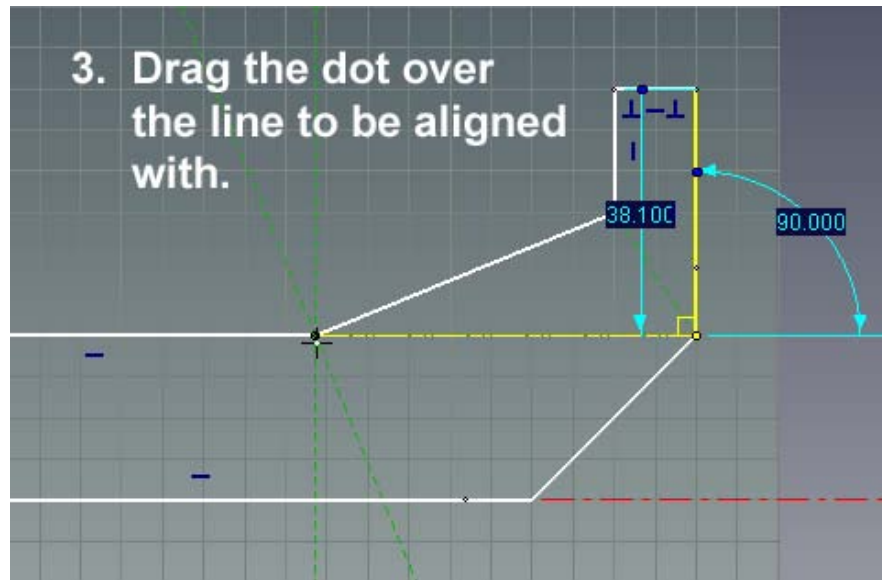 3. Drag the dot over
the line to be aligned
with.
38.100
90.000